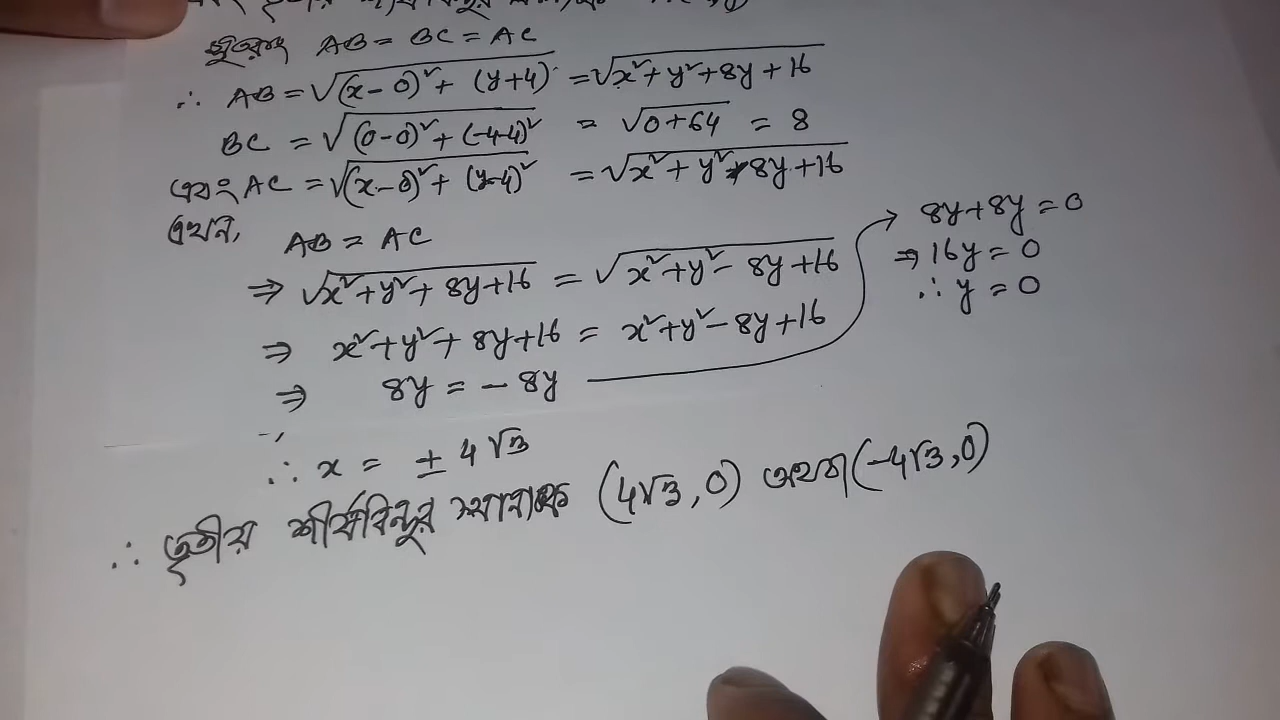 সুতরাং AB = BC = AC
∴ AB = √(x-0)² + (y+4)² = √x²+y²+8y+16
BC = √(0-0)² + (-4-4)² = √0+64 = 8
এবং AC = √(x-0)² + (y-4)² = √x²+y²-8y+16
এখন, AB = AC
⇒ √x²+y²+8y+16 = √x²+y²-8y+16
⇒ x²+y²+8y+16 = x²+y²-8y+16
⇒ 8y = -8y
8y+8y = 0
⇒ 16y = 0
∴ y = 0
∴ x = ±4√3
∴ তৃতীয় শীর্ষবিন্দুর স্থানাঙ্ক (4√3, 0) অথবা (-4√3, 0)